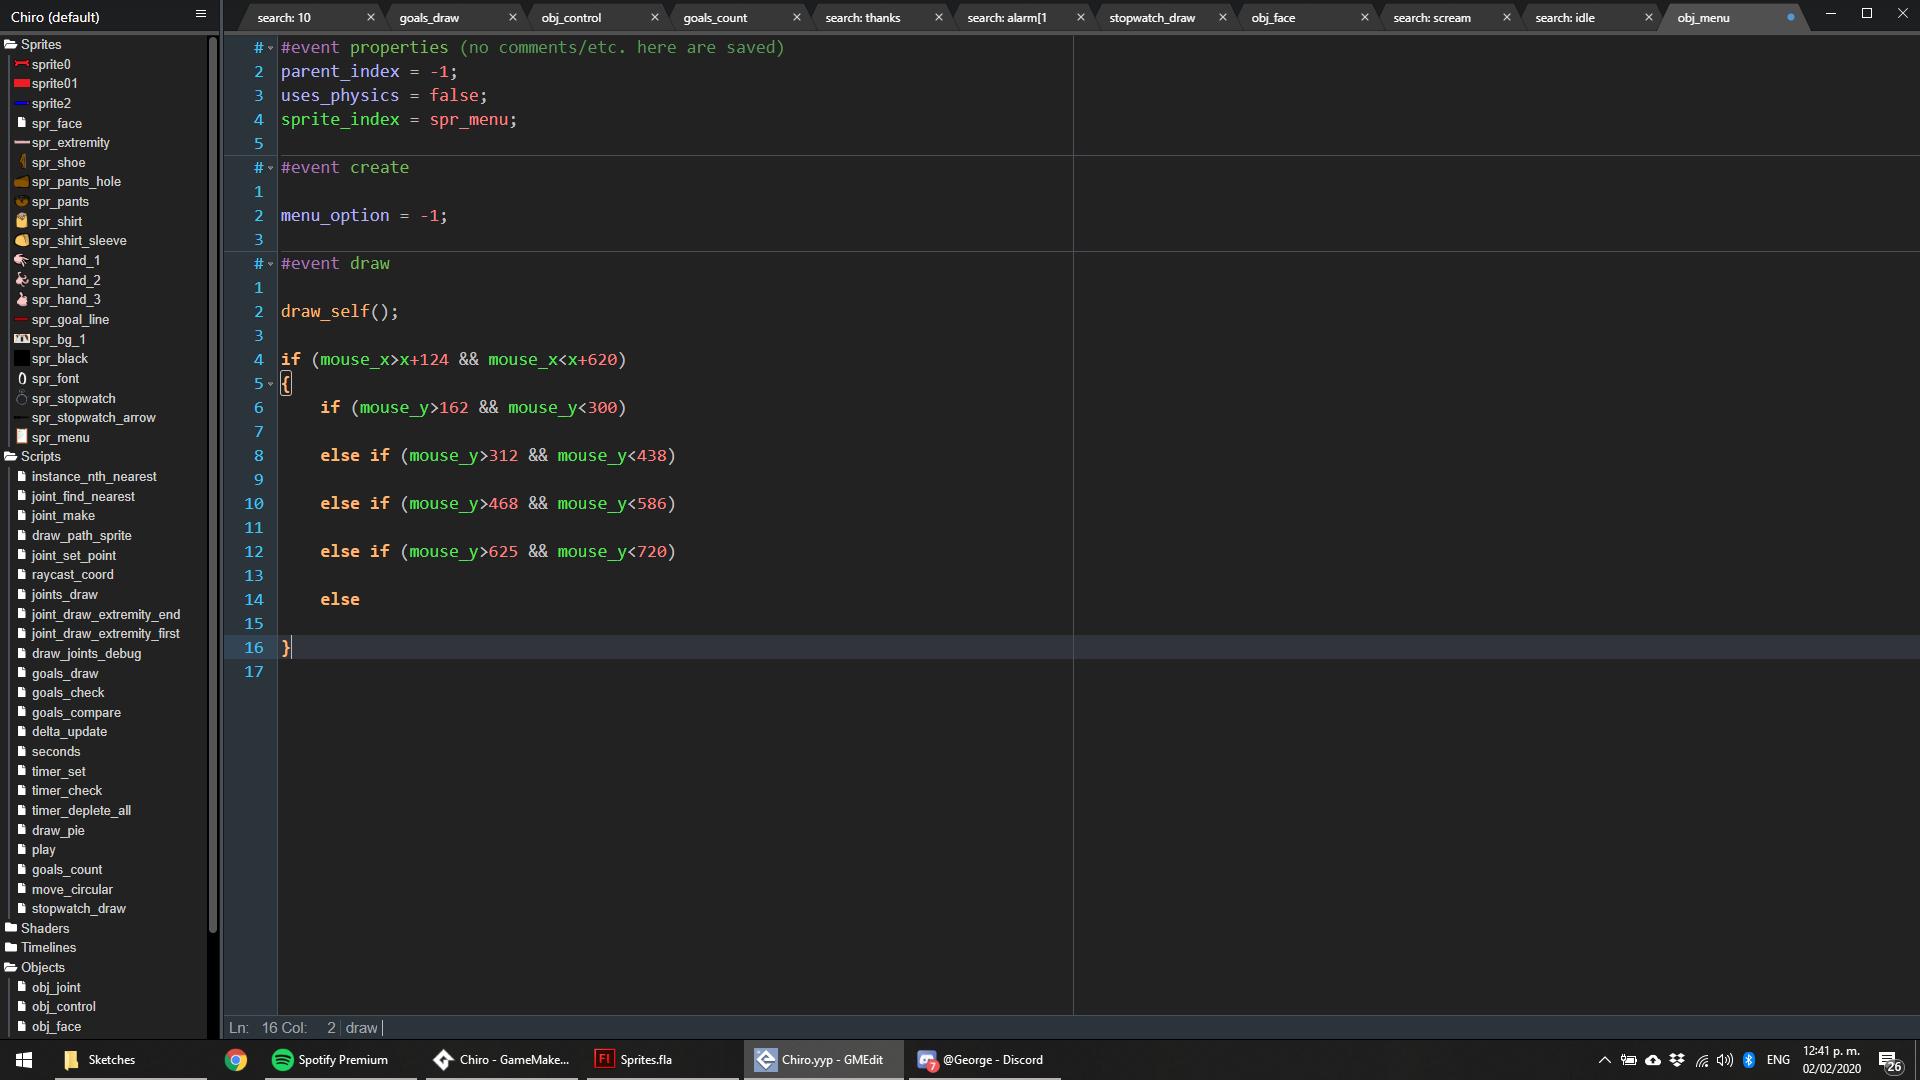 Chiro (default)
search: 10
goals_draw
obj_control
goals_count
search: thanks
search: alarm[1
stopwatch_draw
obj_face
search: scream
search: idle
obj_menu
Sprites
sprite0
sprite01
sprite2
spr_face
spr_extremity
spr_shoe
spr_pants_hole
spr_pants
spr_shirt
spr_shirt_sleeve
spr_hand_1
spr_hand_2
spr_hand_3
spr_goal_line
spr_bg_1
spr_black
spr_font
spr_stopwatch
spr_stopwatch_arrow
spr_menu
Scripts
instance_nth_nearest
joint_find_nearest
joint_make
draw_path_sprite
joint_set_point
raycast_coord
joints_draw
joint_draw_extremity_end
joint_draw_extremity_first
draw_joints_debug
goals_draw
goals_check
goals_compare
delta_update
seconds
timer_set
timer_check
timer_deplete_all
draw_pie
play
goals_count
move_circular
stopwatch_draw
Shaders
Timelines
Objects
obj_joint
obj_control
obj_face
# #event properties (no comments/etc. here are saved)
2 parent_index = -1;
3 uses_physics = false;
4 sprite_index = spr_menu;
5
# #event create
1
2 menu_option = -1;
3
# #event draw
1
2 draw_self();
3
4 if (mouse_x>x+124 && mouse_x<x+620)
5 {
6 if (mouse_y>162 && mouse_y<300)
7
8 else if (mouse_y>312 && mouse_y<438)
9
10 else if (mouse_y>468 && mouse_y<586)
11
12 else if (mouse_y>625 && mouse_y<720)
13
14 else
15
16 }
17
Ln: 16 Col: 2 draw
Sketches
Spotify Premium
Chiro - GameMake...
Fl Sprites.fla
Chiro.yyp - GMEdit
7 @George - Discord
ENG
12:41 p. m.
02/02/2020
26